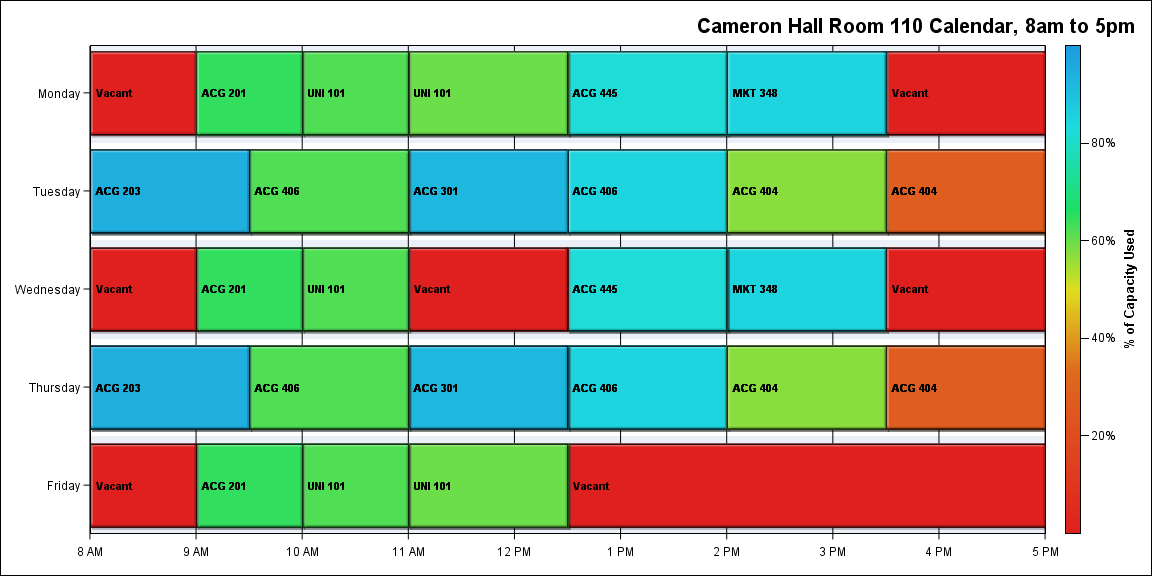 Cameron Hall Room 110 Calendar, 8am to 5pm
Monday
Vacant
ACG 201
UNI 101
UNI 101
ACG 445
MKT 348
Vacant
Tuesday
ACG 203
ACG 406
ACG 301
ACG 406
ACG 404
ACG 404
Wednesday
Vacant
ACG 201
UNI 101
Vacant
ACG 445
MKT 348
Vacant
Thursday
ACG 203
ACG 406
ACG 301
ACG 406
ACG 404
ACG 404
Friday
Vacant
ACG 201
UNI 101
UNI 101
Vacant
8 AM
9 AM
10 AM
11 AM
12 PM
1 PM
2 PM
3 PM
4 PM
5 PM
80%
60%
40%
20%
% of Capacity Used